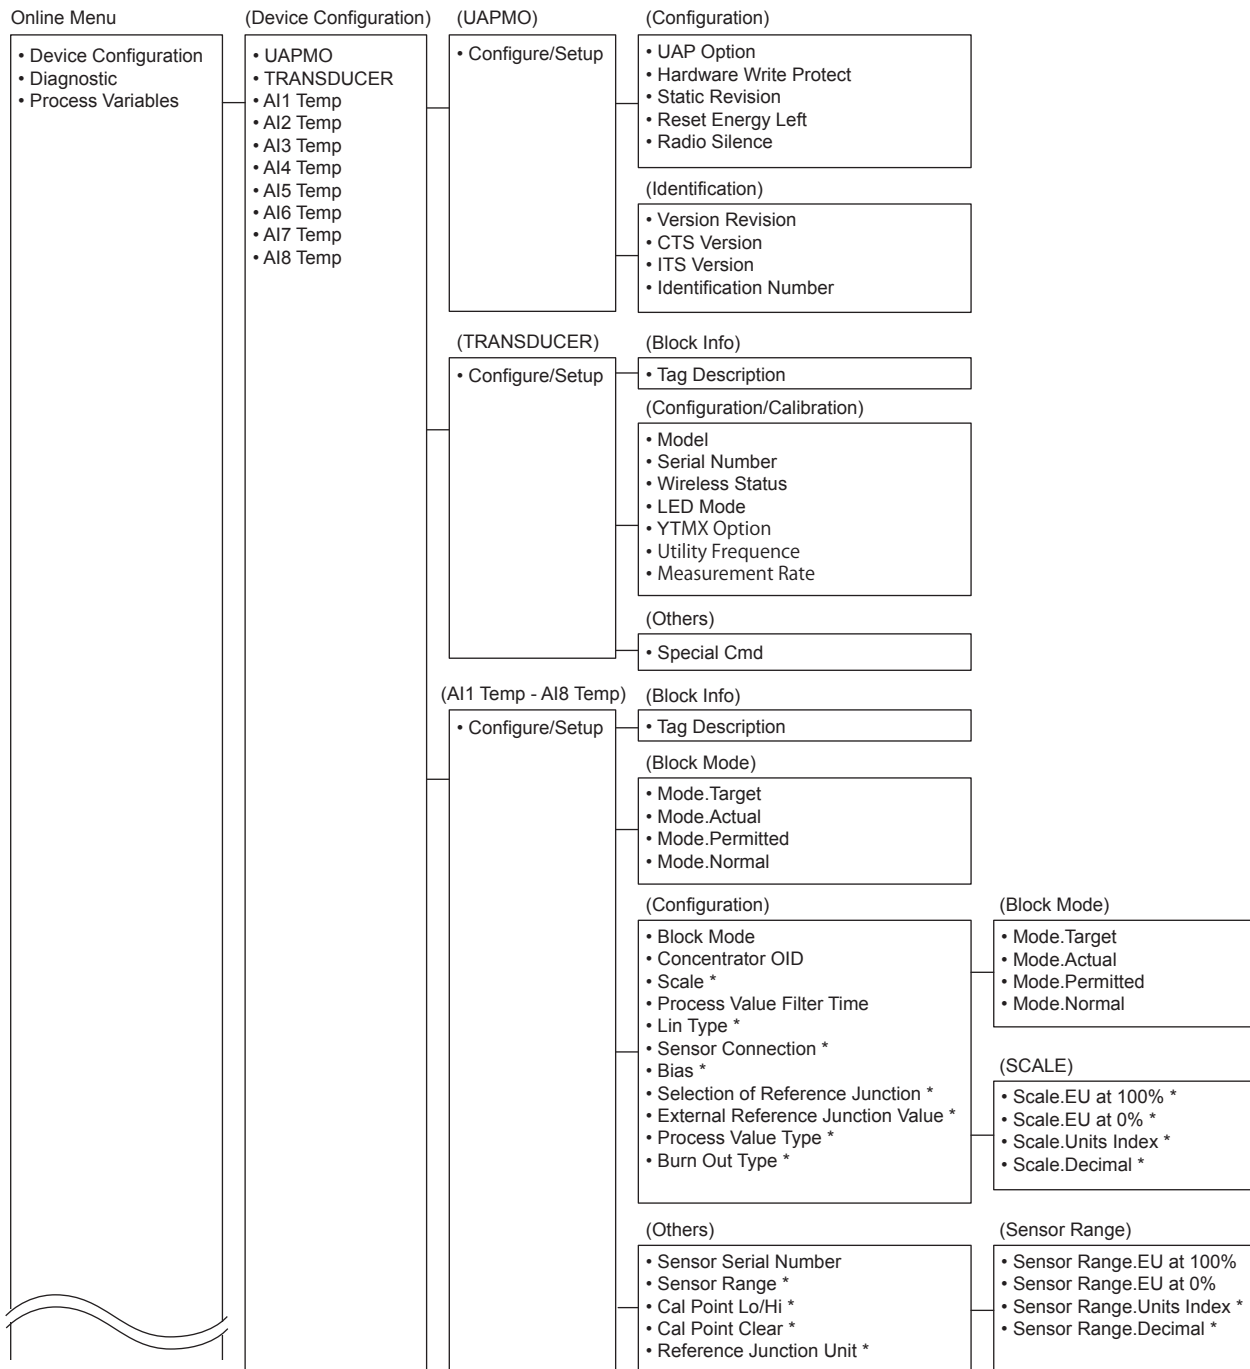 Online Menu
• Device Configuration
• Diagnostic
• Process Variables
(Device Configuration)
• UAPMO
• TRANSDUCER
• AI1 Temp
• AI2 Temp
• AI3 Temp
• AI4 Temp
• AI5 Temp
• AI6 Temp
• AI7 Temp
• AI8 Temp
(UAPMO)
• Configure/Setup
(Configuration)
• UAP Option
• Hardware Write Protect
• Static Revision
• Reset Energy Left
• Radio Silence
(Identification)
• Version Revision
• CTS Version
• ITS Version
• Identification Number
(TRANSDUCER)
• Configure/Setup
(Block Info)
• Tag Description
(Configuration/Calibration)
• Model
• Serial Number
• Wireless Status
• LED Mode
• YTMX Option
• Utility Frequence
• Measurement Rate
(Others)
• Special Cmd
(AI1 Temp - AI8 Temp)
• Configure/Setup
(Block Info)
• Tag Description
(Block Mode)
• Mode.Target
• Mode.Actual
• Mode.Permitted
• Mode.Normal
(Configuration)
• Block Mode
• Concentrator OID
• Scale *
• Process Value Filter Time
• Lin Type *
• Sensor Connection *
• Bias *
• Selection of Reference Junction *
• External Reference Junction Value *
• Process Value Type *
• Burn Out Type *
(Block Mode)
• Mode.Target
• Mode.Actual
• Mode.Permitted
• Mode.Normal
(SCALE)
• Scale.EU at 100% *
• Scale.EU at 0% *
• Scale.Units Index *
• Scale.Decimal *
(Others)
• Sensor Serial Number
• Sensor Range *
• Cal Point Lo/Hi *
• Cal Point Clear *
• Reference Junction Unit *
(Sensor Range)
• Sensor Range.EU at 100%
• Sensor Range.EU at 0%
• Sensor Range.Units Index *
• Sensor Range.Decimal *